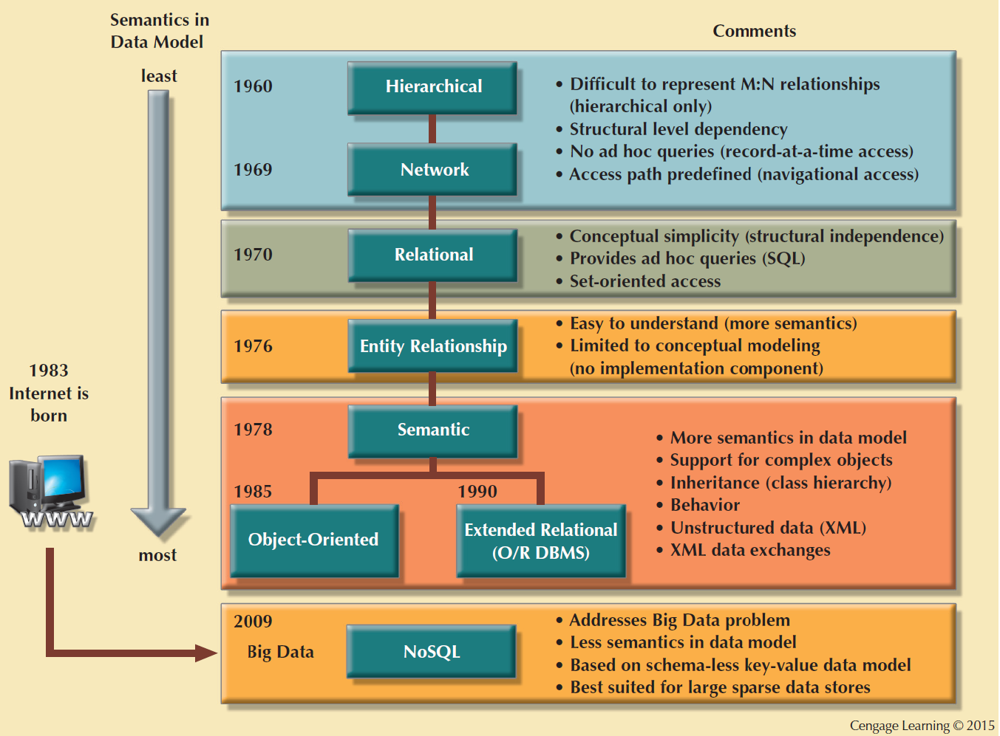 Semantics in
Data Model
least
most
Comments
1960
Hierarchical
1969
Network
• Difficult to represent M:N relationships
(hierarchical only)
• Structural level dependency
• No ad hoc queries (record-at-a-time access)
• Access path predefined (navigational access)
1970
Relational
• Conceptual simplicity (structural independence)
• Provides ad hoc queries (SQL)
• Set-oriented access
1976
Entity Relationship
• Easy to understand (more semantics)
• Limited to conceptual modeling
(no implementation component)
1983
Internet is
born
www
1978
Semantic
1985
Object-Oriented
1990
Extended Relational
(O/R DBMS)
• More semantics in data model
• Support for complex objects
• Inheritance (class hierarchy)
• Behavior
• Unstructured data (XML)
• XML data exchanges
2009
Big Data
NoSQL
• Addresses Big Data problem
• Less semantics in data model
• Based on schema-less key-value data model
• Best suited for large sparse data stores
Cengage Learning © 2015